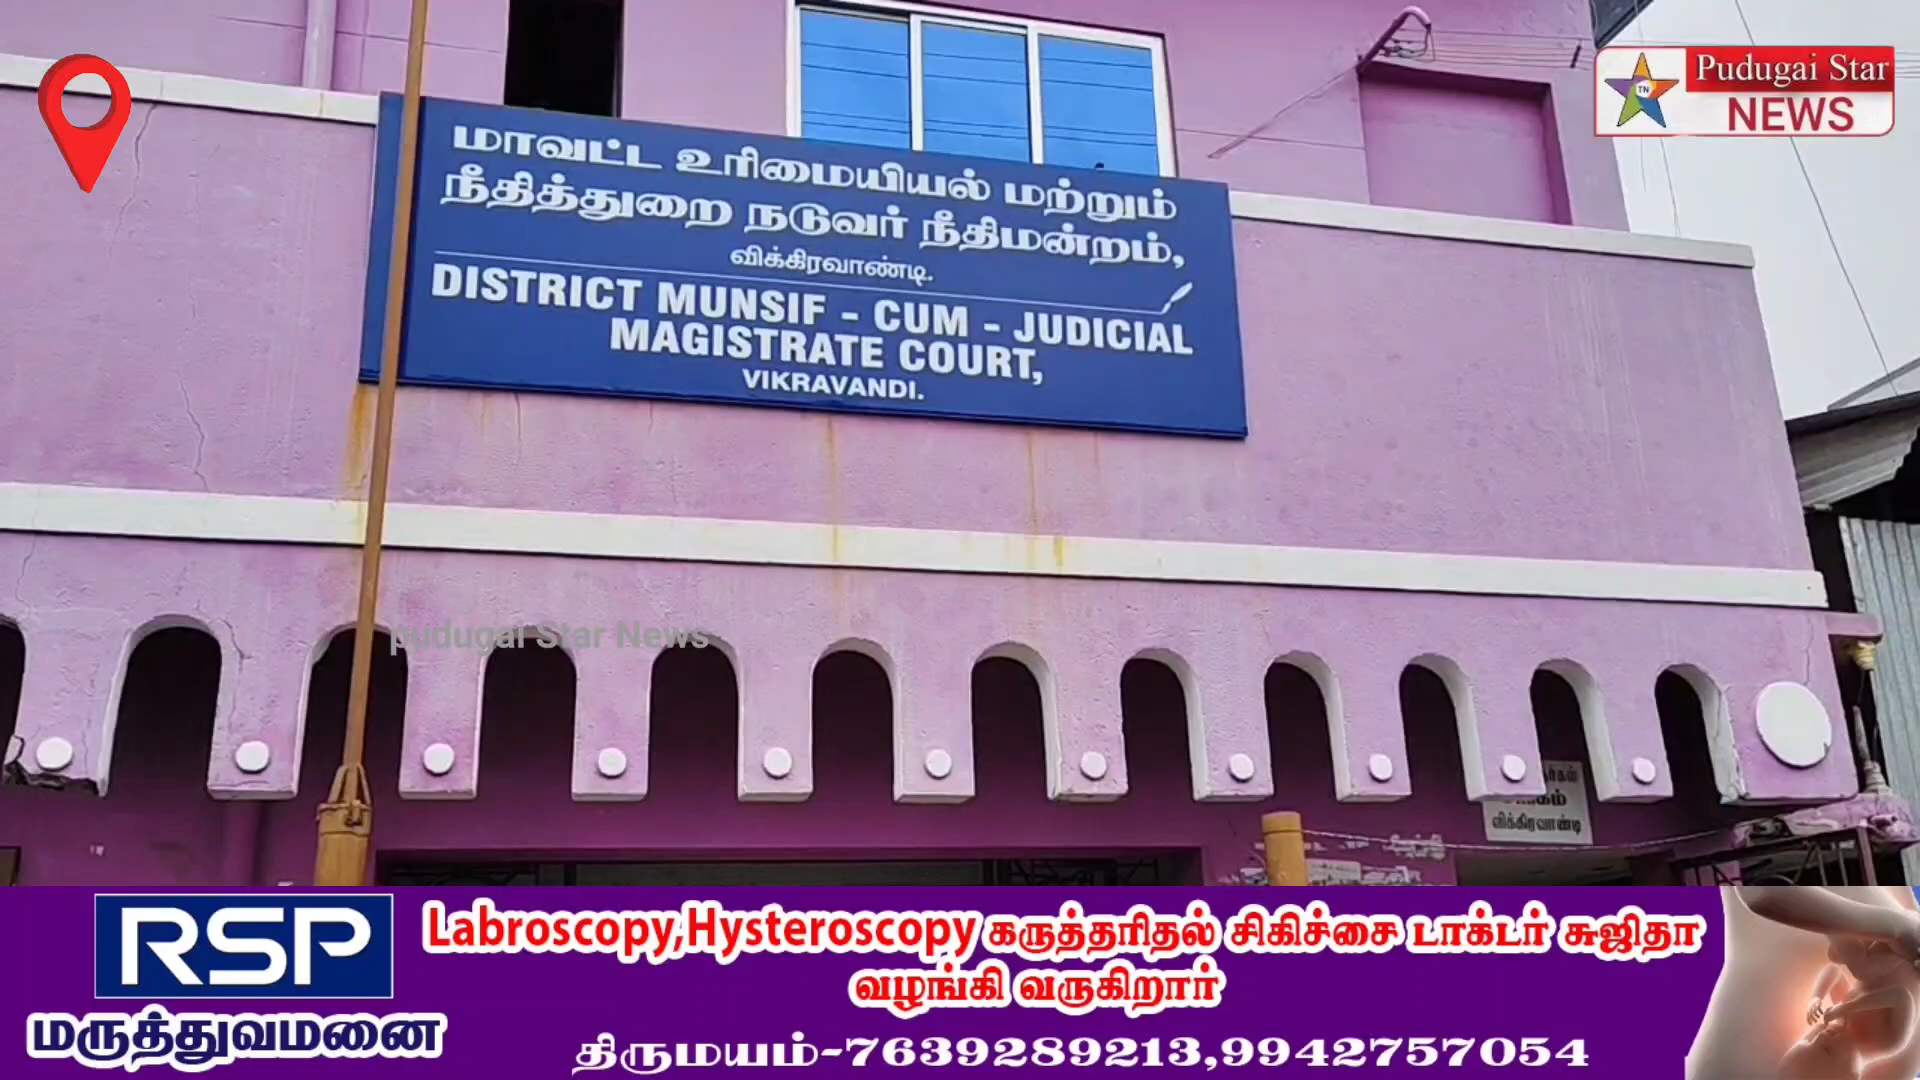 Pudugai Star
NEWS
TN
மாவட்ட உரிமையியல் மற்றும்
நீதித்துறை நடுவர் நீதிமன்றம்,
விக்கிரவாண்டி.
DISTRICT MUNSIF - CUM - JUDICIAL
MAGISTRATE COURT,
VIKRAVANDI.
pudugai Star News
விக்கிரவாண்டி
RSP
மருத்துவமனை
Labroscopy,Hysteroscopy கருத்தரிதல் சிகிச்சை டாக்டர் சுஜிதா
வழங்கி வருகிறார்
திருமயம்-7639289213,9942757054